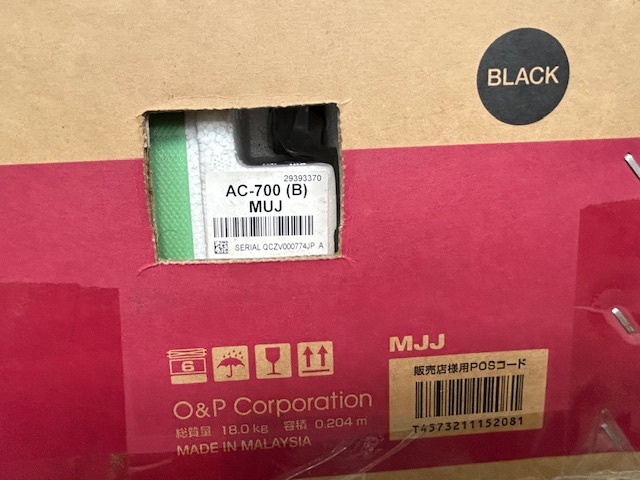 BLACK
29393370
AC-700 (B)
MUJ
SERIAL QCZV000774JP A
6
MJJ
販売店様用POSコード
T4573211152081
O&P Corporation
総質量 18.0 kg 容積 0.204 ㎥
MADE IN MALAYSIA